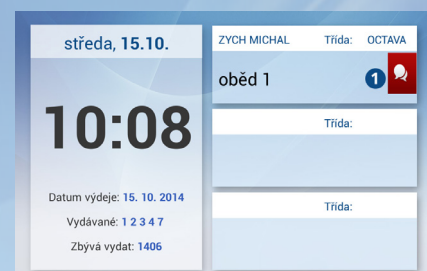 středa, 15.10.
10:08
Datum výdeje: 15. 10. 2014
Vydávané: 1 2 3 4 7
Zbývá vydat: 1406
ZYCH MICHAL Třída: OCTAVA
oběd 1 1
Třída:
Třída: